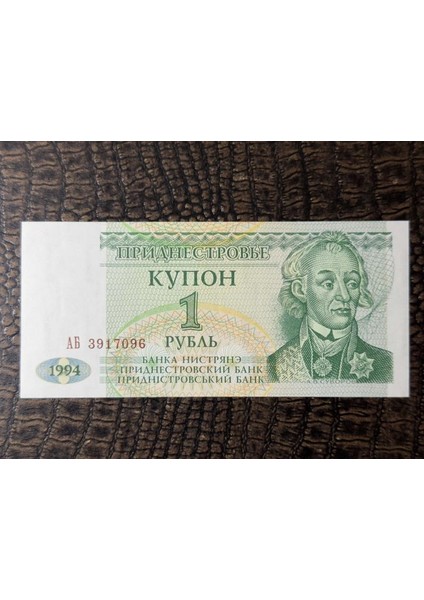 ПРИДНЕСТРОВЬЕ
КУПОН
1
РУБЛЬ
АБ 3917096
1994
БАНКА НИСТРЯНЭ
ПРИДНЕСТРОВСКИЙ БАНК
ПРИДНІСТРОВСЬКИЙ БАНК